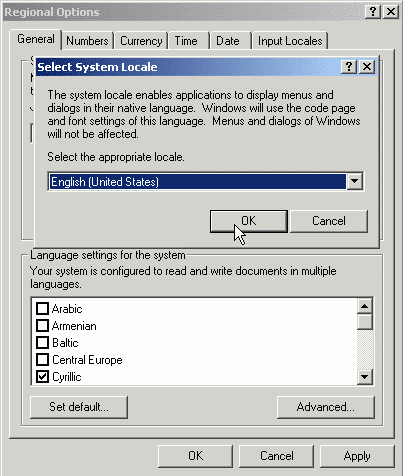 Regional Options
General Numbers Currency Time Date Input Locales
Select System Locale
The system locale enables applications to display menus and
dialogs in their native language. Windows will use the code page
and font settings of this language. Menus and dialogs of Windows
will not be affected.
Select the appropriate locale.
English (United States)
OK Cancel
Language settings for the system
Your system is configured to read and write documents in multiple
languages.
Arabic
Armenian
Baltic
Central Europe
Cyrillic
Set default... Advanced...
OK Cancel Apply